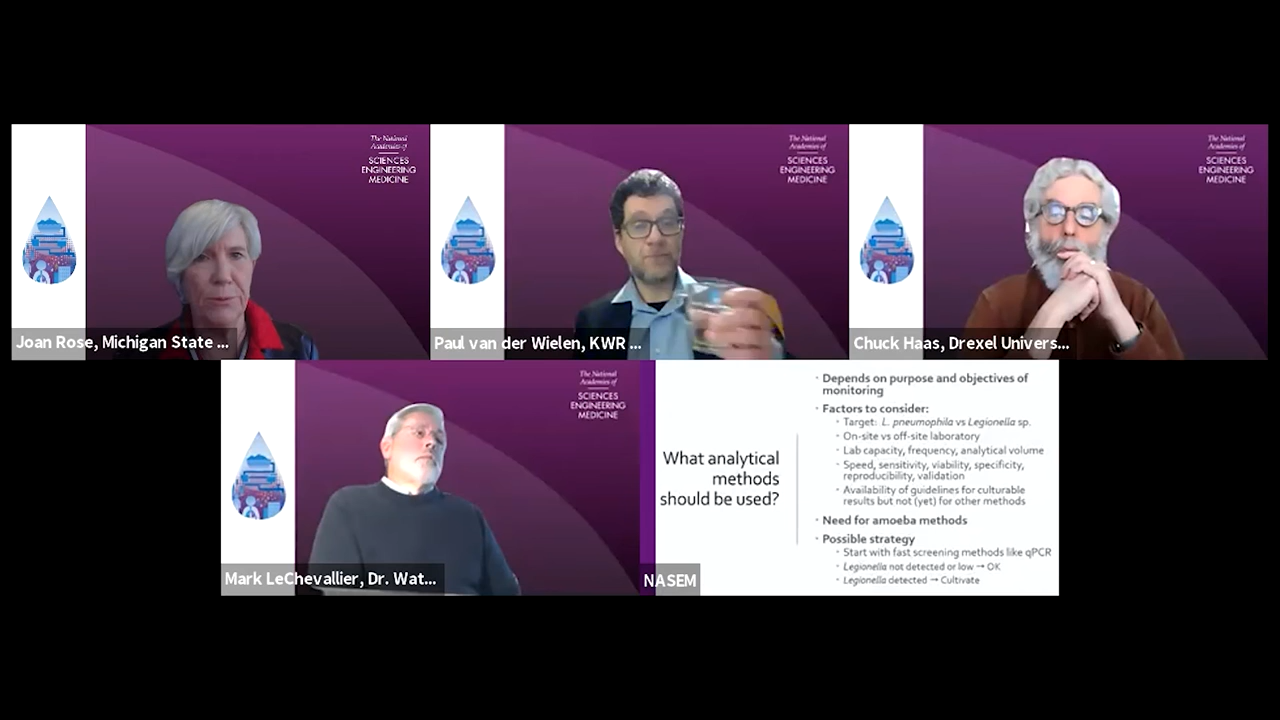 The National
Academies of
SCIENCES
ENGINEERING
MEDICINE
Joan Rose, Michigan State ...
The National
Academies of
SCIENCES
ENGINEERING
MEDICINE
Paul van der Wielen, KWR ...
The National
Academies of
SCIENCES
ENGINEERING
MEDICINE
Chuck Haas, Drexel Univers...
The National
Academies of
SCIENCES
ENGINEERING
MEDICINE
Mark LeChevallier, Dr. Wat...
What analytical
methods
should be used?
• Depends on purpose and objectives of
monitoring
• Factors to consider:
• Target: L. pneumophila vs Legionella sp.
• On-site vs off-site laboratory
• Lab capacity, frequency, analytical volume
• Speed, sensitivity, viability, specificity,
reproducibility, validation
• Availability of guidelines for culturable
results but not (yet) for other methods
• Need for amoeba methods
• Possible strategy
• Start with fast screening methods like qPCR
• Legionella not detected or low → OK
• Legionella detected → Cultivate
NASEM